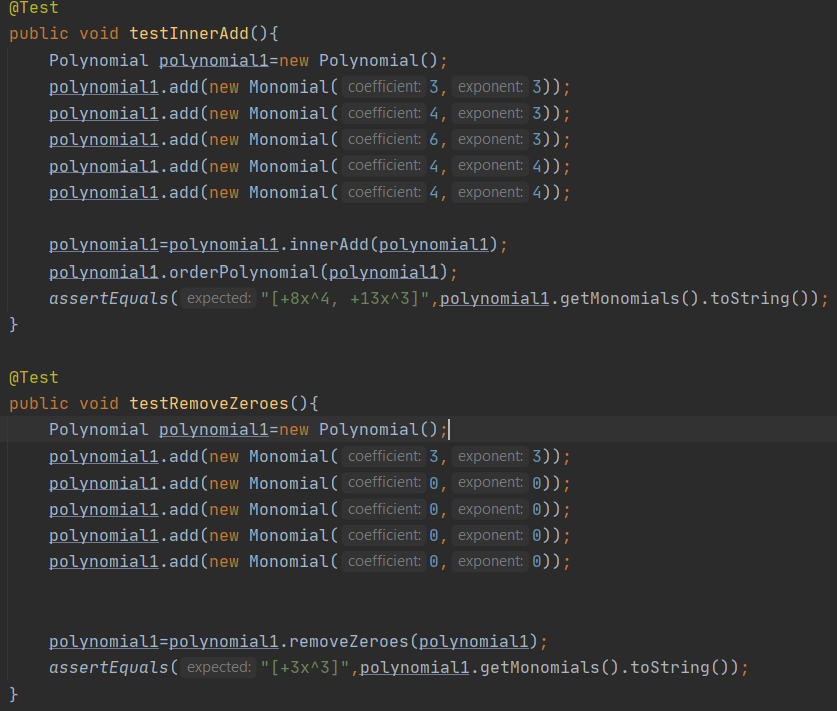 @Test
public void testInnerAdd(){
Polynomial polynomial1=new Polynomial();
polynomial1.add(new Monomial( coefficient: 3, exponent: 3));
polynomial1.add(new Monomial( coefficient: 4, exponent: 3));
polynomial1.add(new Monomial( coefficient: 6, exponent: 3));
polynomial1.add(new Monomial( coefficient: 4, exponent: 4));
polynomial1.add(new Monomial( coefficient: 4, exponent: 4));
polynomial1=polynomial1.innerAdd(polynomial1);
polynomial1.orderPolynomial(polynomial1);
assertEquals( expected: "[+8x^4, +13x^3]",polynomial1.getMonomials().toString());
}
@Test
public void testRemoveZeroes(){
Polynomial polynomial1=new Polynomial();
polynomial1.add(new Monomial( coefficient: 3, exponent: 3));
polynomial1.add(new Monomial( coefficient: 0, exponent: 0));
polynomial1.add(new Monomial( coefficient: 0, exponent: 0));
polynomial1.add(new Monomial( coefficient: 0, exponent: 0));
polynomial1.add(new Monomial( coefficient: 0, exponent: 0));
polynomial1=polynomial1.removeZeroes(polynomial1);
assertEquals( expected: "[+3x^3]",polynomial1.getMonomials().toString());
}